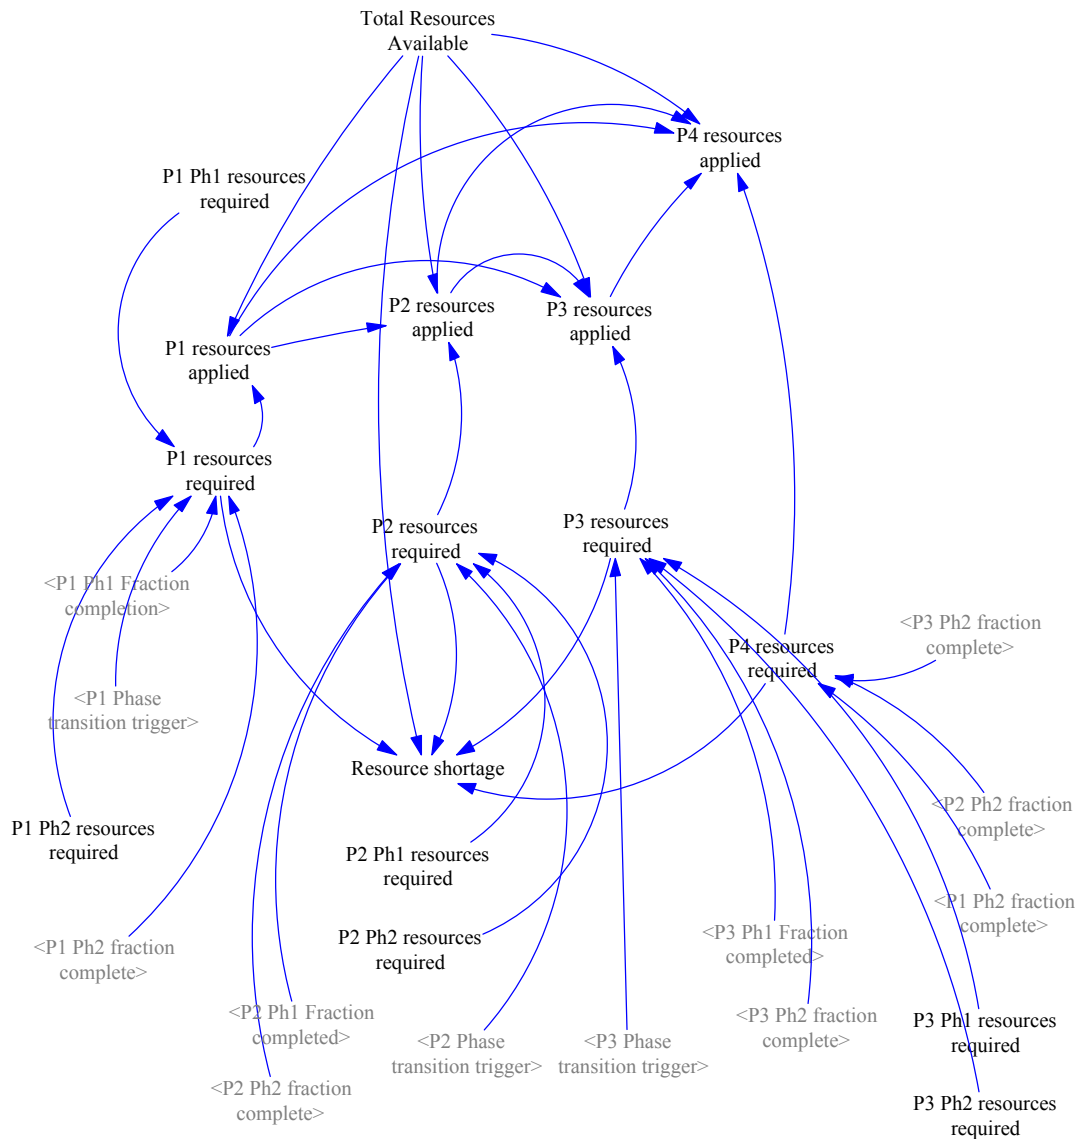 Total Resources
Available
P4 resources
applied
P1 Ph1 resources
required
P2 resources
applied
P3 resources
applied
P1 resources
applied
P1 resources
required
P2 resources
required
P3 resources
required
<P1 Ph1 Fraction
completion>
<P3 Ph2 fraction
complete>
P4 resources
required
<P1 Phase
transition trigger>
Resource shortage
<P2 Ph2 fraction
complete>
P1 Ph2 resources
required
P2 Ph1 resources
required
<P1 Ph2 fraction
complete>
<P1 Ph2 fraction
complete>
P2 Ph2 resources
required
<P3 Ph1 Fraction
completed>
<P2 Ph1 Fraction
completed>
<P3 Ph2 fraction
complete>
P3 Ph1 resources
required
<P2 Phase
transition trigger>
<P3 Phase
transition trigger>
<P2 Ph2 fraction
complete>
P3 Ph2 resources
required